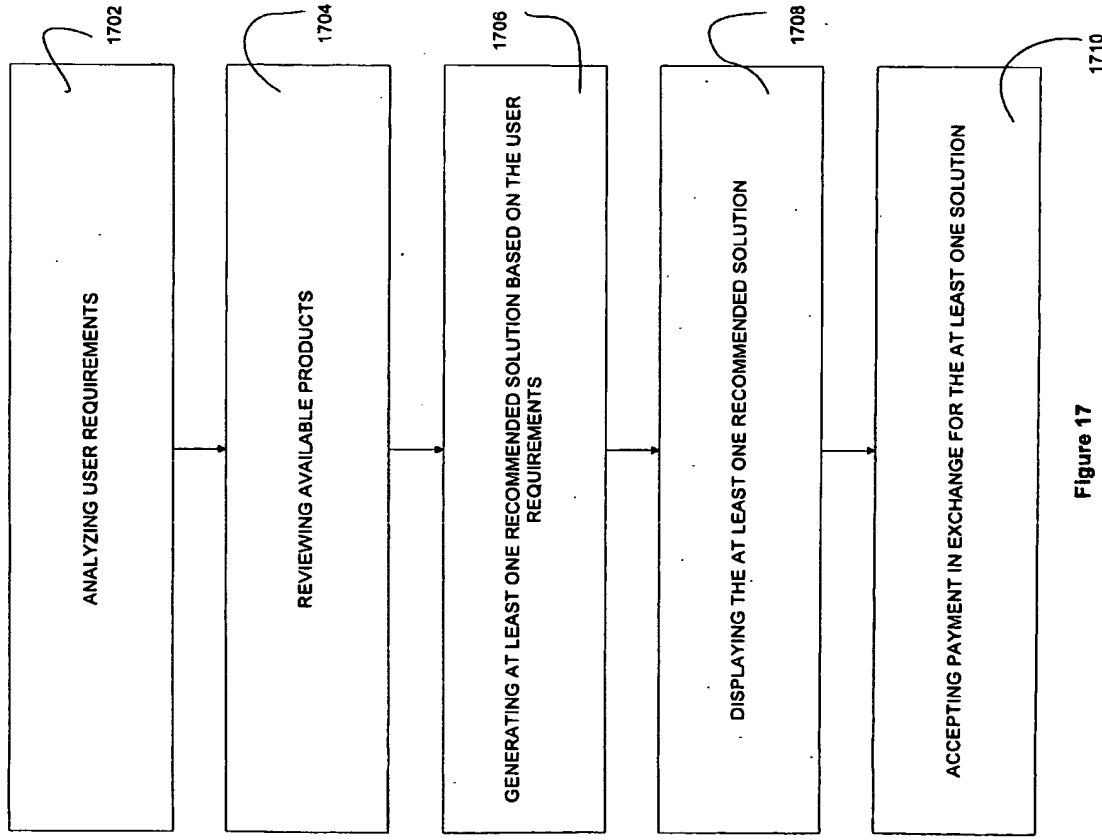 ANALYZING USER REQUIREMENTS
1702
REVIEWING AVAILABLE PRODUCTS
1704
GENERATING AT LEAST ONE RECOMMENDED SOLUTION BASED ON THE USER
REQUIREMENTS
1706
DISPLAYING THE AT LEAST ONE RECOMMENDED SOLUTION
1708
ACCEPTING PAYMENT IN EXCHANGE FOR THE AT LEAST ONE SOLUTION
1710
Figure 17